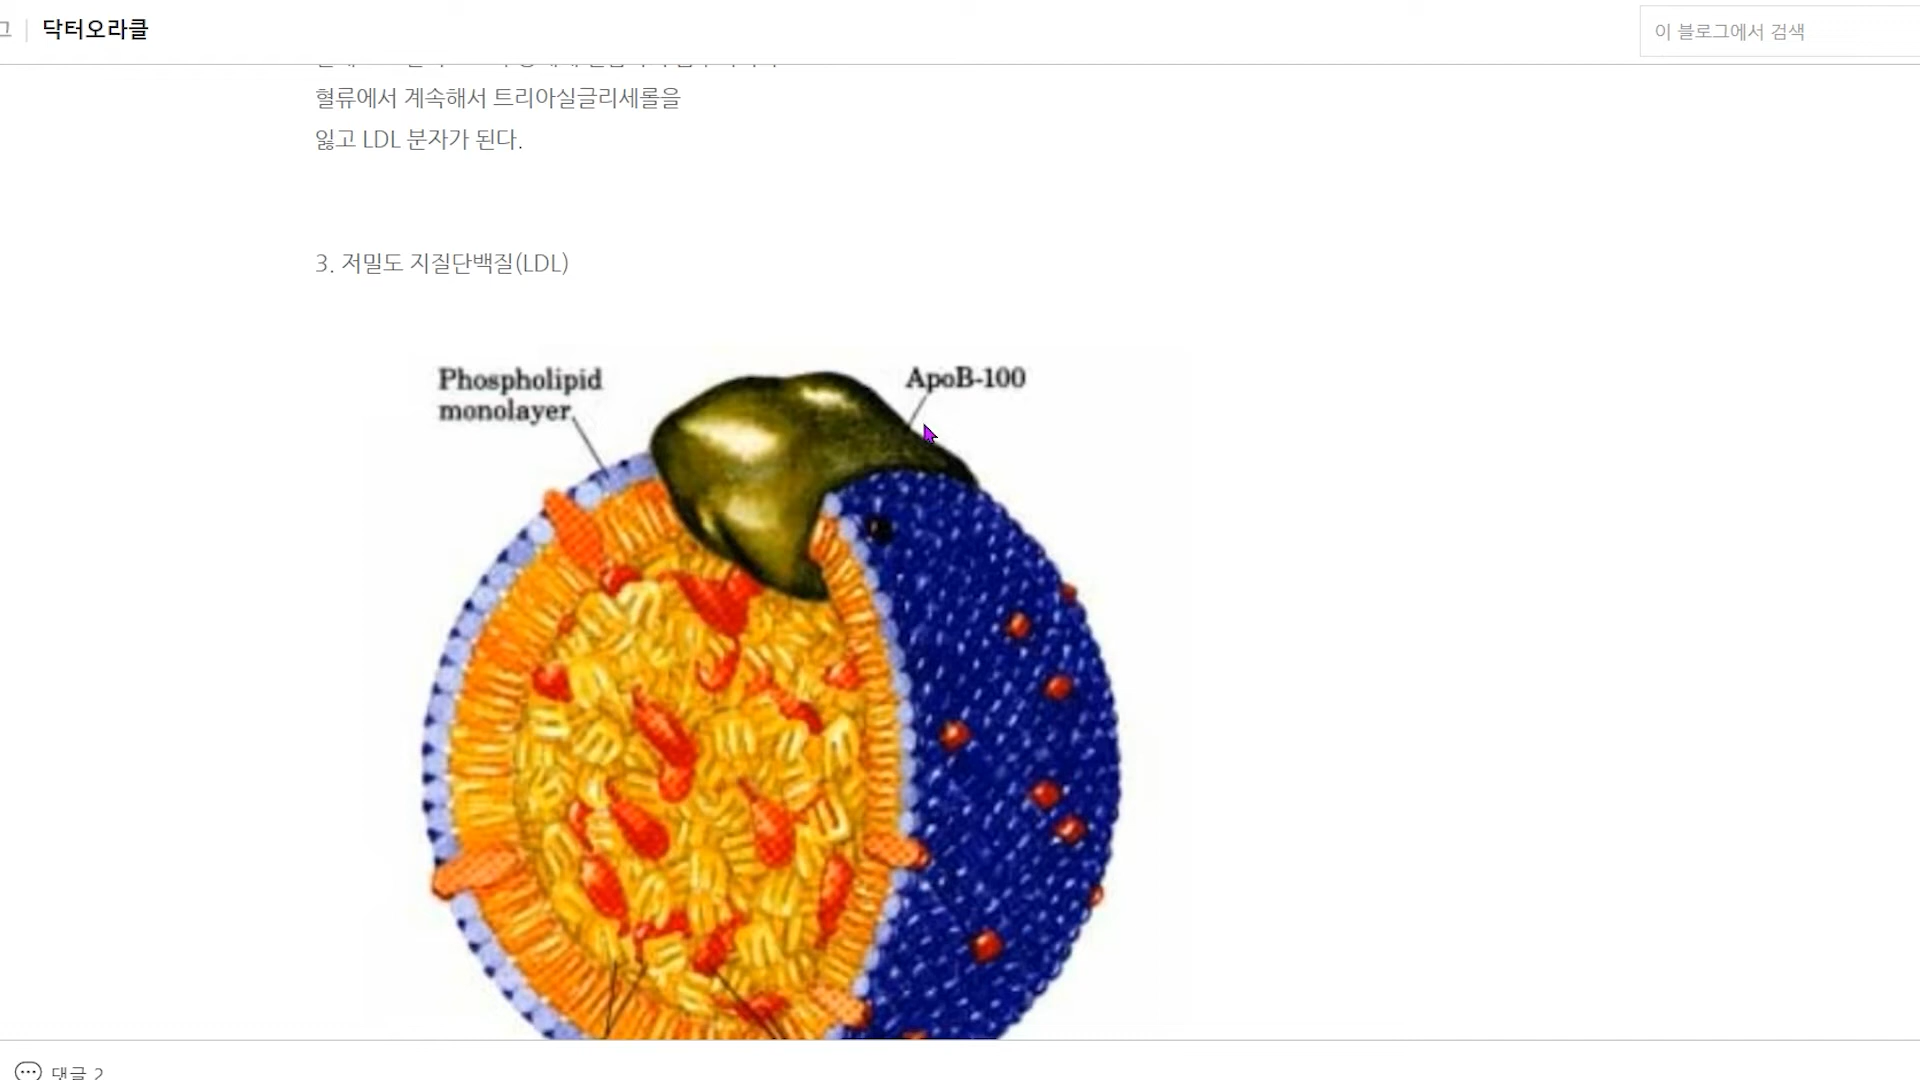 닥터오라클
이 블로그에서 검색
혈류에서 계속해서 트리아실글리세롤을
잃고 LDL 분자가 된다.
3. 저밀도 지질단백질(LDL)
Phospholipid
monolayer
ApoB-100
댓글 2